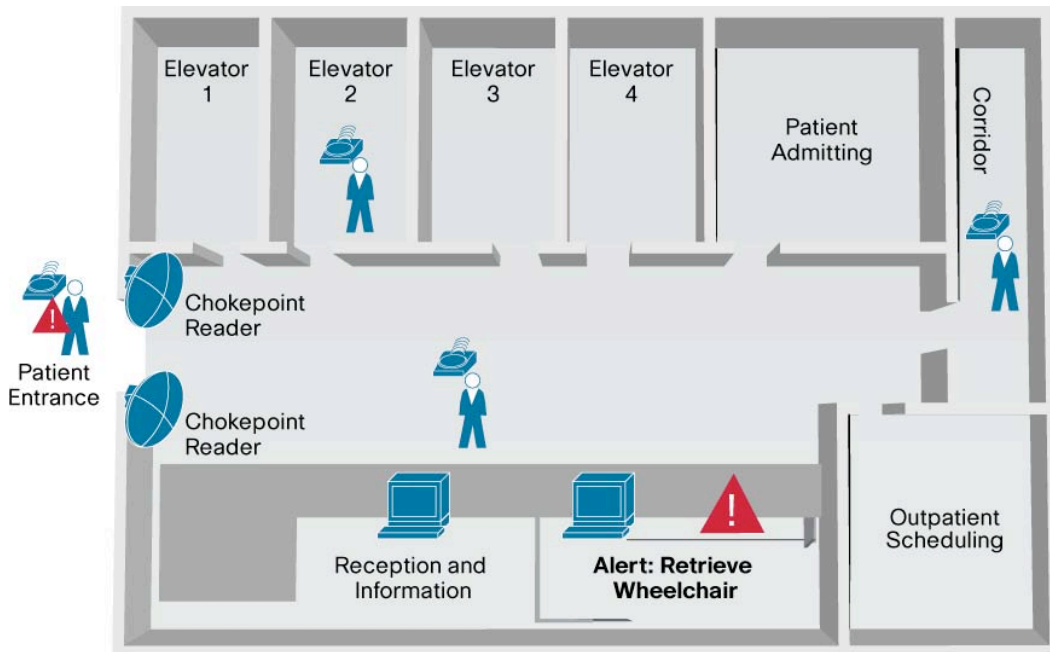 Elevator
1
Elevator
2
Elevator
3
Elevator
4
Patient
Admitting
Corridor
Chokepoint
Reader
Patient
Entrance
Chokepoint
Reader
!
!
Reception and
Information
Alert: Retrieve
Wheelchair
Outpatient
Scheduling